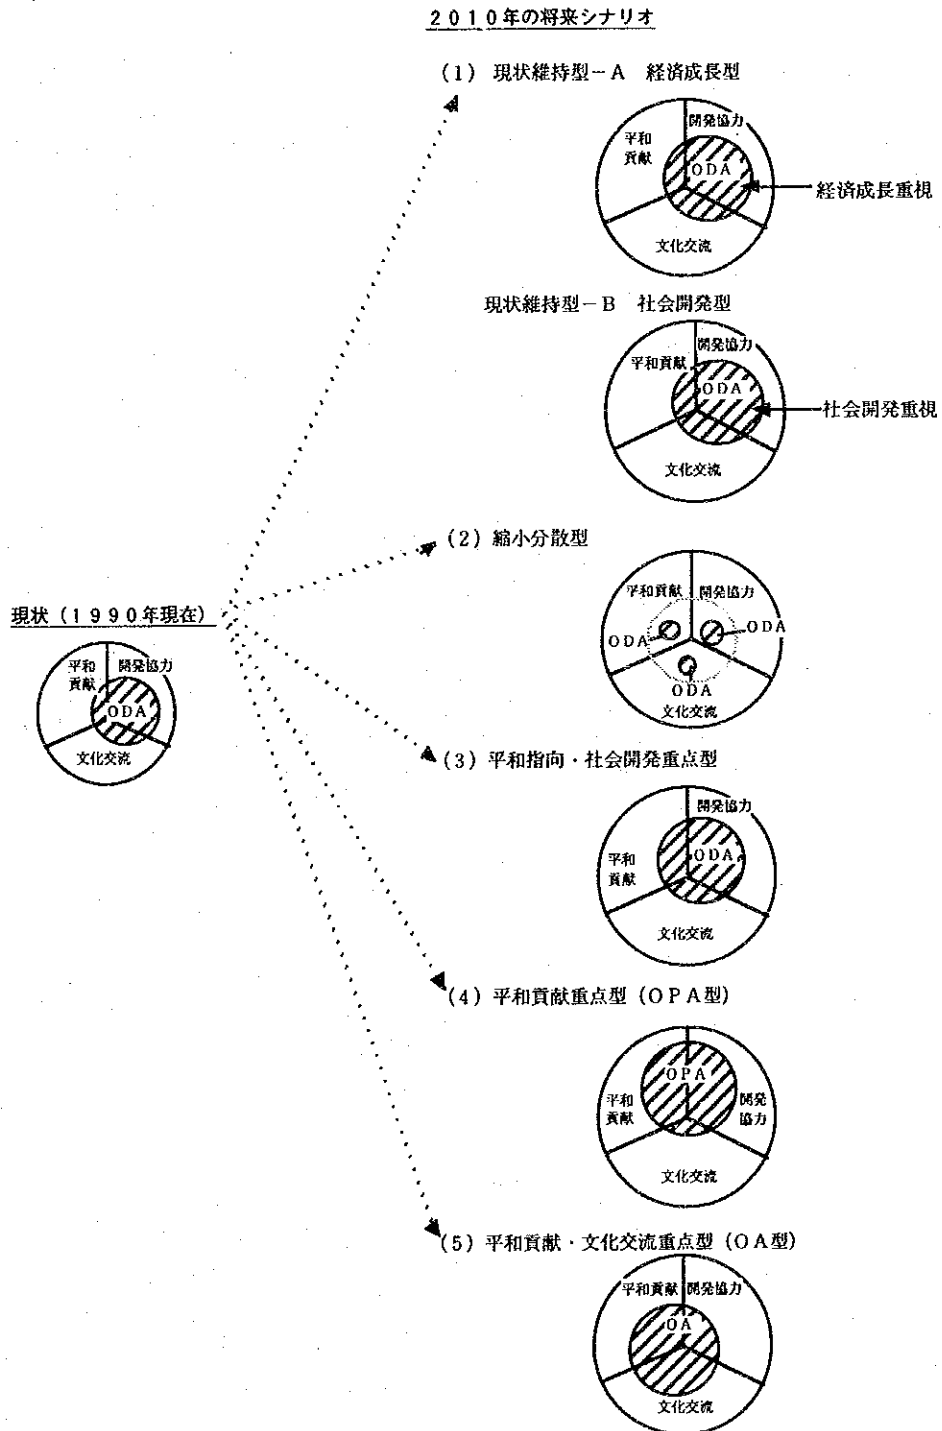 ２０１０年の将来シナリオ
(1) 現状維持型－Ａ 経済成長型
平和
貢献
開発協力
ＯＤＡ
経済成長重視
文化交流
現状維持型－Ｂ 社会開発型
平和貢献
開発協力
ＯＤＡ
社会開発重視
文化交流
(2) 縮小分散型
平和貢献
開発協力
ＯＤＡ
ＯＤＡ
ＯＤＡ
文化交流
現状（１９９０年現在）
平和
貢献
開発協力
ＯＤＡ
文化交流
(3) 平和指向・社会開発重点型
開発協力
平和
貢献
ＯＤＡ
文化交流
(4) 平和貢献重点型（ＯＰＡ型）
ＯＰＡ
平和
貢献
開発
協力
文化交流
(5) 平和貢献・文化交流重点型（ＯＡ型）
平和貢献
開発協力
ＯＡ
文化交流